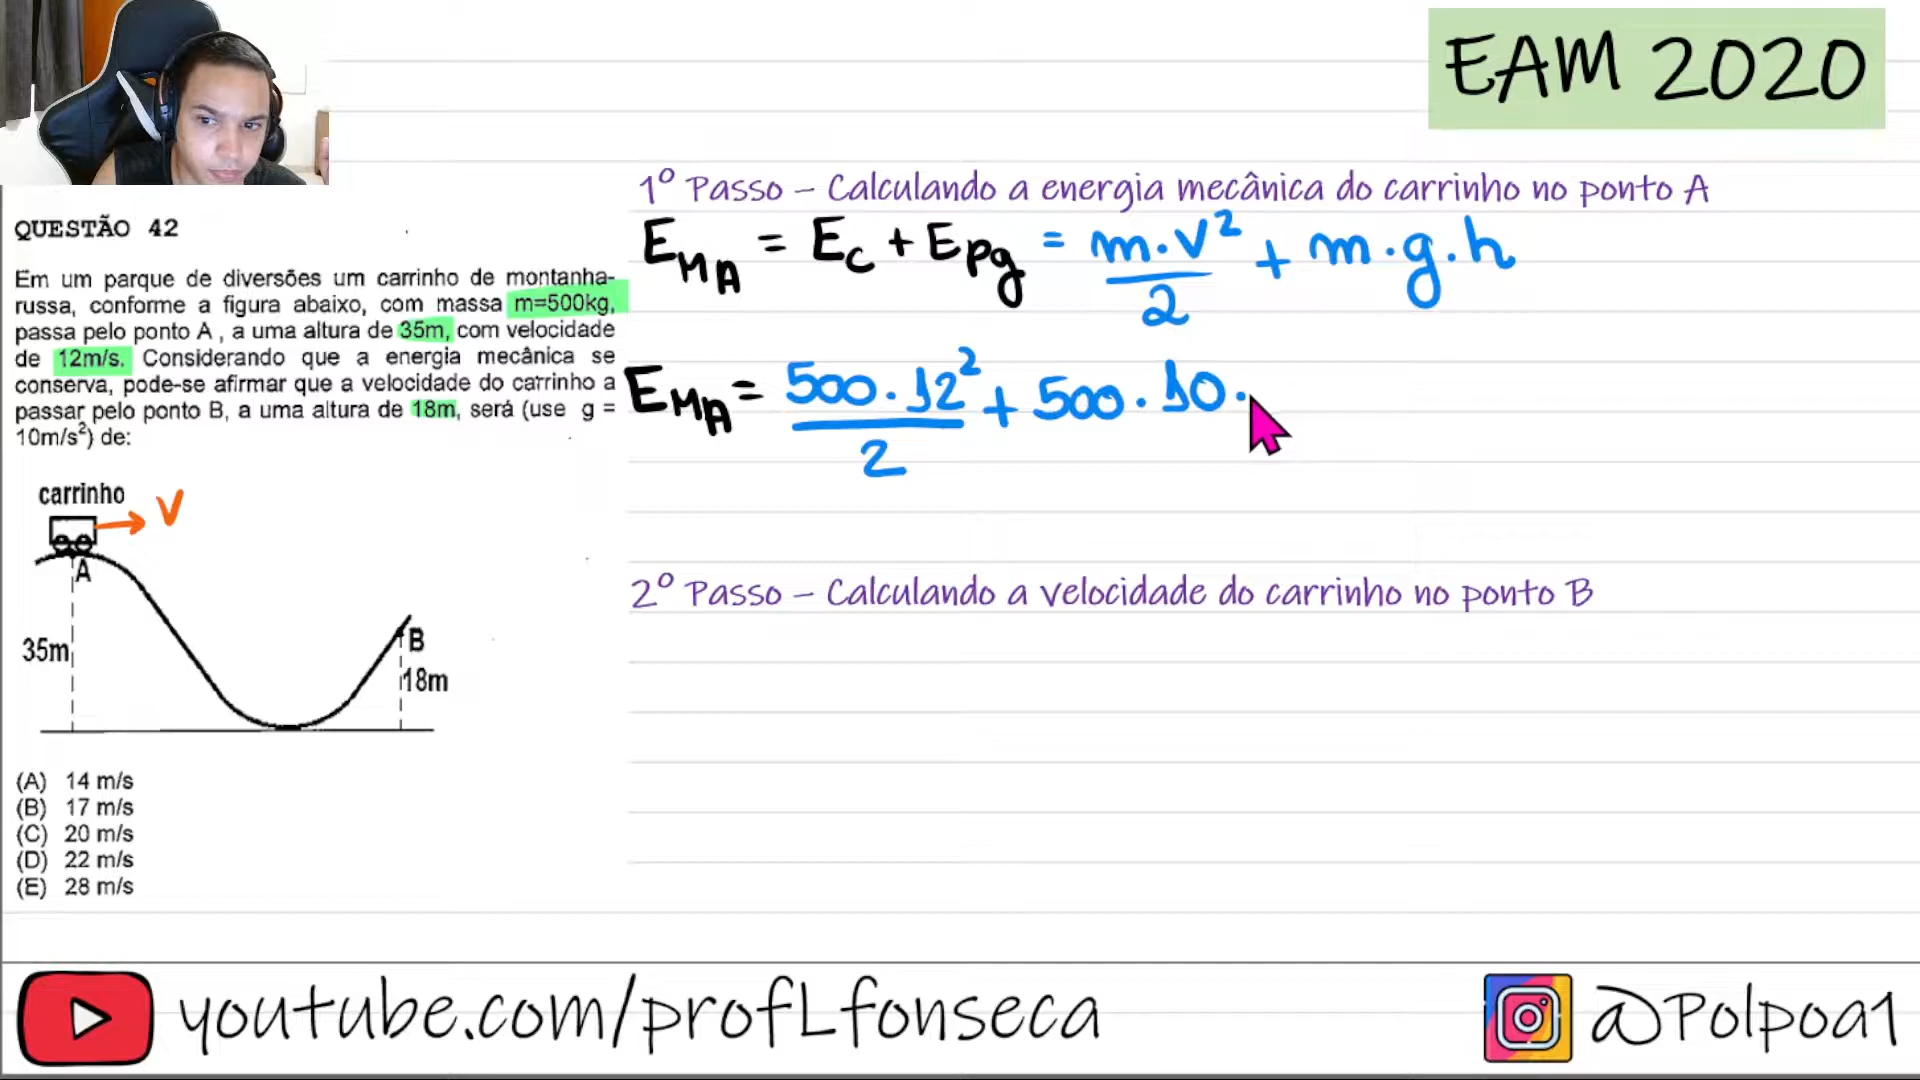 EAM 2020
QUESTÃO 42
Em um parque de diversões um carrinho de montanha-
russa, conforme a figura abaixo, com massa m=500kg,
passa pelo ponto A , a uma altura de 35m, com velocidade
de 12m/s. Considerando que a energia mecânica se
conserva, pode-se afirmar que a velocidade do carrinho a
passar pelo ponto B, a uma altura de 18m, será (use g =
10m/s²) de:
carrinho
V
A
35m
B
18m
(A) 14 m/s
(B) 17 m/s
(C) 20 m/s
(D) 22 m/s
(E) 28 m/s
1º Passo – Calculando a energia mecânica do carrinho no ponto A
EMA = Ec + Epg = m.v²/2 + m.g.h
EMA = 500.12²/2 + 500.10.
2º Passo – Calculando a velocidade do carrinho no ponto B
youtube.com/profLfonseca
@Polpoa1